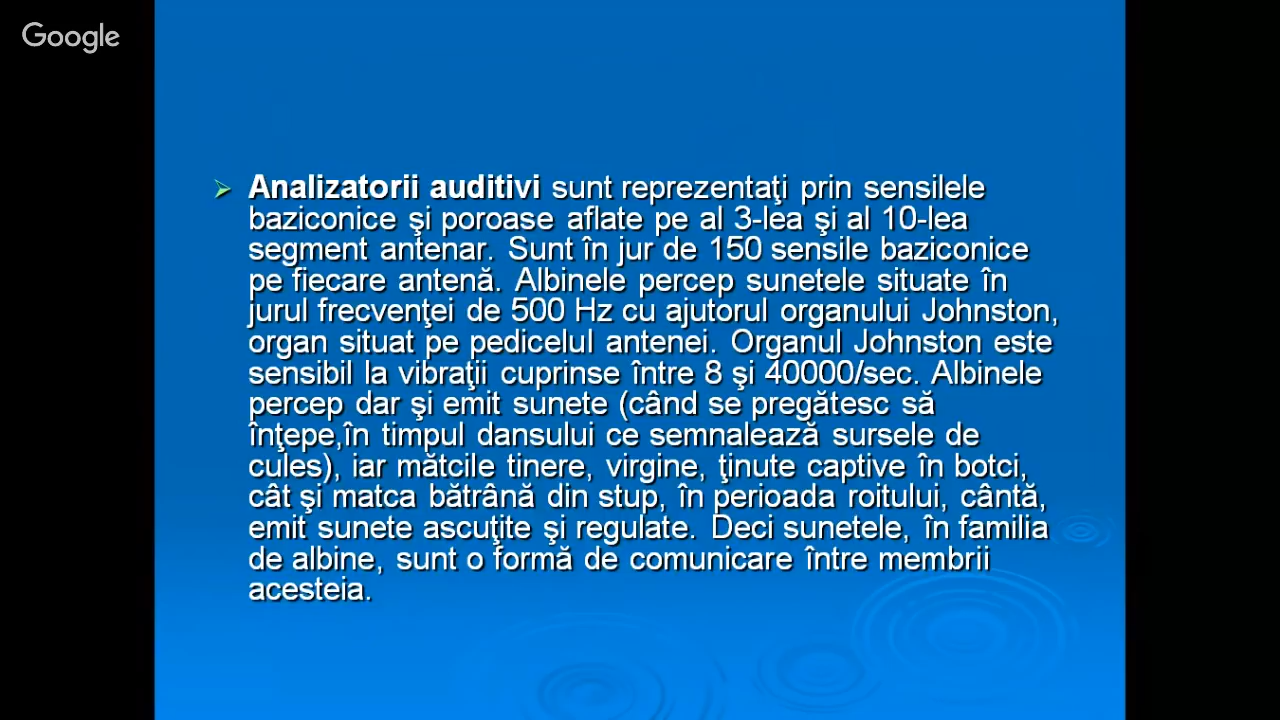 Google
Analizatorii auditivi sunt reprezentaţi prin sensilele
baziconice şi poroase aflate pe al 3-lea şi al 10-lea
segment antenar. Sunt în jur de 150 sensile baziconice
pe fiecare antenă. Albinele percep sunetele situate în
jurul frecvenţei de 500 Hz cu ajutorul organului Johnston,
organ situat pe pedicelul antenei. Organul Johnston este
sensibil la vibraţii cuprinse între 8 şi 40000/sec. Albinele
percep dar şi emit sunete (când se pregătesc să
înţepe,în timpul dansului ce semnalează sursele de
cules), iar mătcile tinere, virgine, ţinute captive în botci,
cât şi matca bătrână din stup, în perioada roitului, cântă,
emit sunete ascuţite şi regulate. Deci sunetele, în familia
de albine, sunt o formă de comunicare între membrii
acesteia.